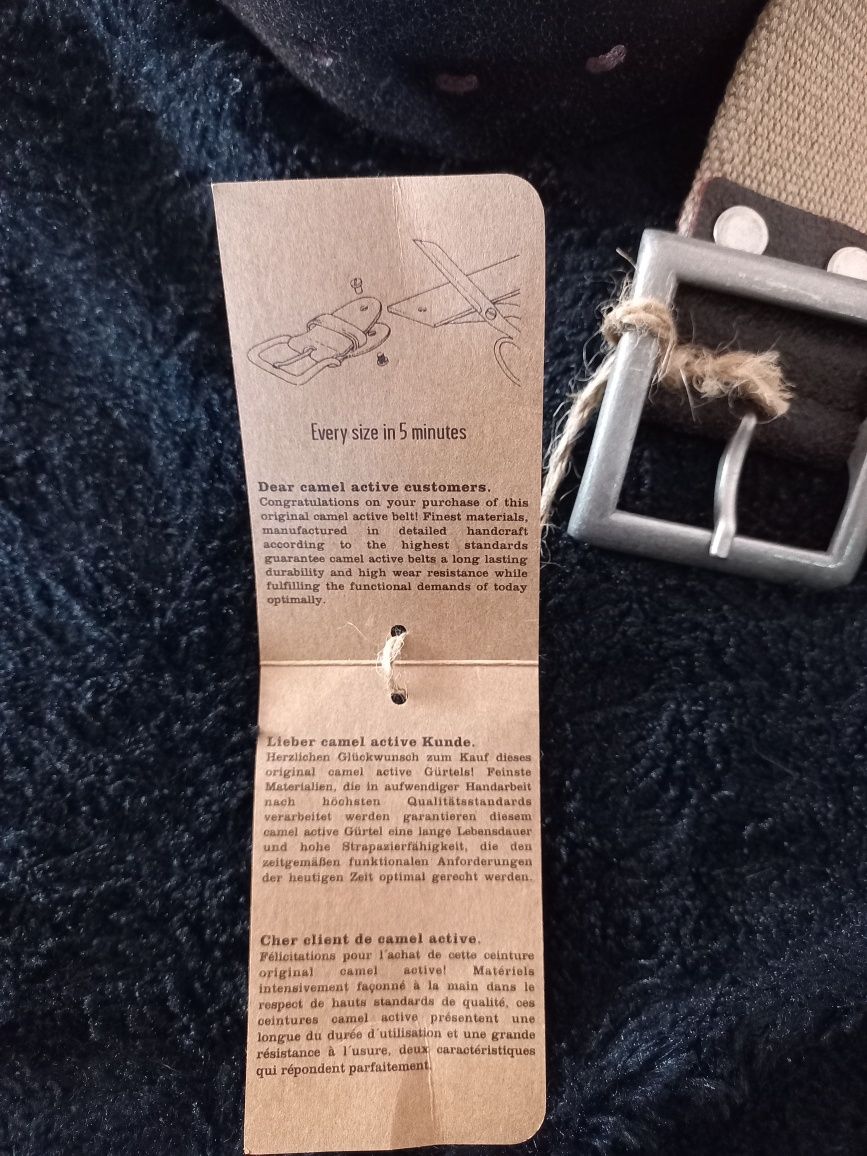 Every size in 5 minutes
Dear camel active customers.
Congratulations on your purchase of this
original camel active belt! Finest materials,
manufactured in detailed handcraft
according to the highest standards
guarantee camel active belts a long lasting
durability and high wear resistance while
fulfilling the functional demands of today
optimally.
Lieber camel active Kunde.
Herzlichen Glückwunsch zum Kauf dieses
original camel active Gürtels! Feinste
Materialien, die in aufwendiger Handarbeit
nach höchsten Qualitätsstandards
verarbeitet werden garantieren diesem
camel active Gürtel eine lange Lebensdauer
und hohe Strapazierfähigkeit, die den
zeitgemäßen funktionalen Anforderungen
der heutigen Zeit optimal gerecht werden.
Cher client de camel active.
Félicitations pour l'achat de cette ceinture
original camel active! Matériels
intensivement façonné à la main dans le
respect de hauts standards de qualité, ces
ceintures camel active présentent une
longue du durée d'utilisation et une grande
résistance à l'usure, deux caractéristiques
qui répondent parfaitement.